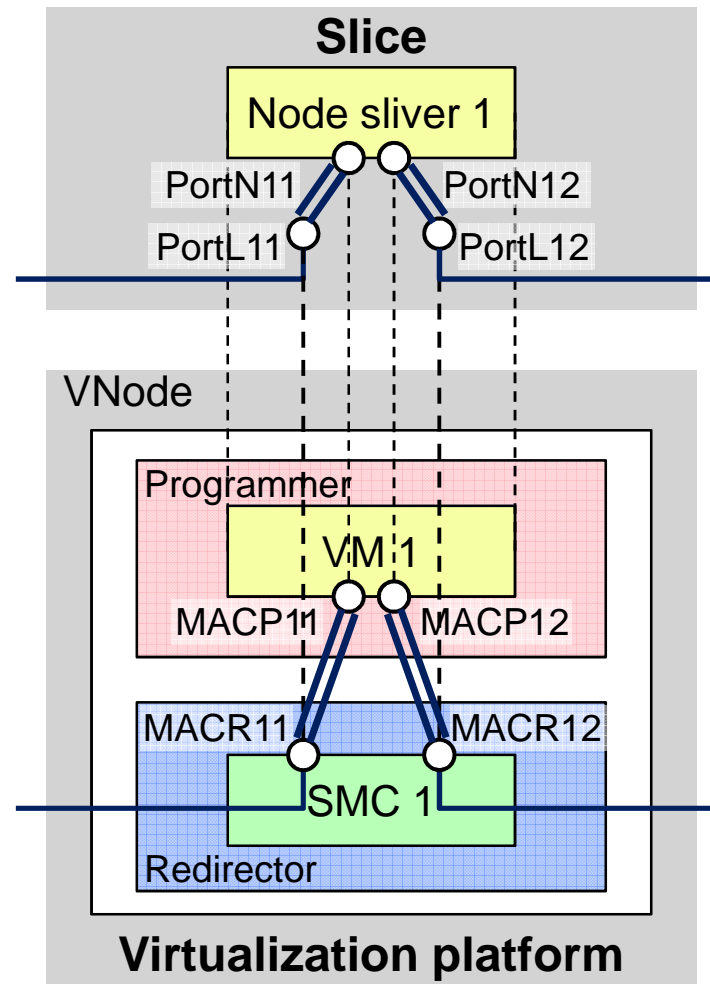 Slice
Node sliver 1
PortN11
PortN12
PortL11
PortL12
VNode
Programmer
VM 1
MACP11
MACP12
MACR11
MACR12
SMC 1
Redirector
Virtualization platform